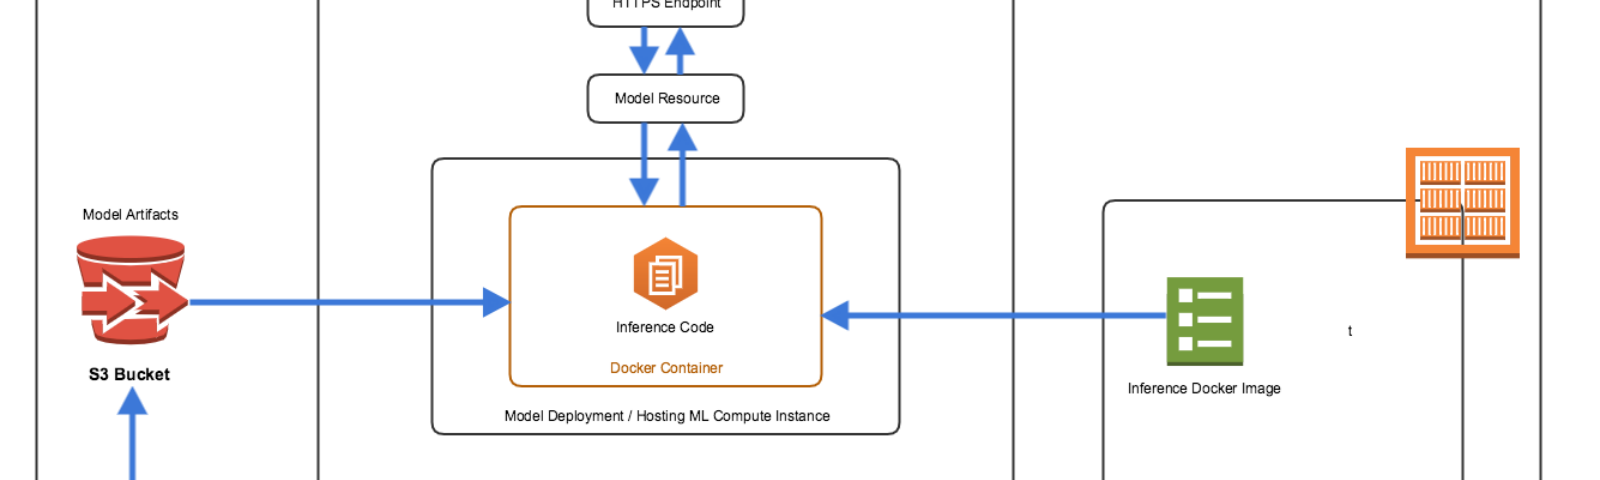 HTTPS Endpoint
Model Resource
Model Artifacts
Inference Code
t
Docker Container
S3 Bucket
Inference Docker Image
Model Deployment / Hosting ML Compute Instance